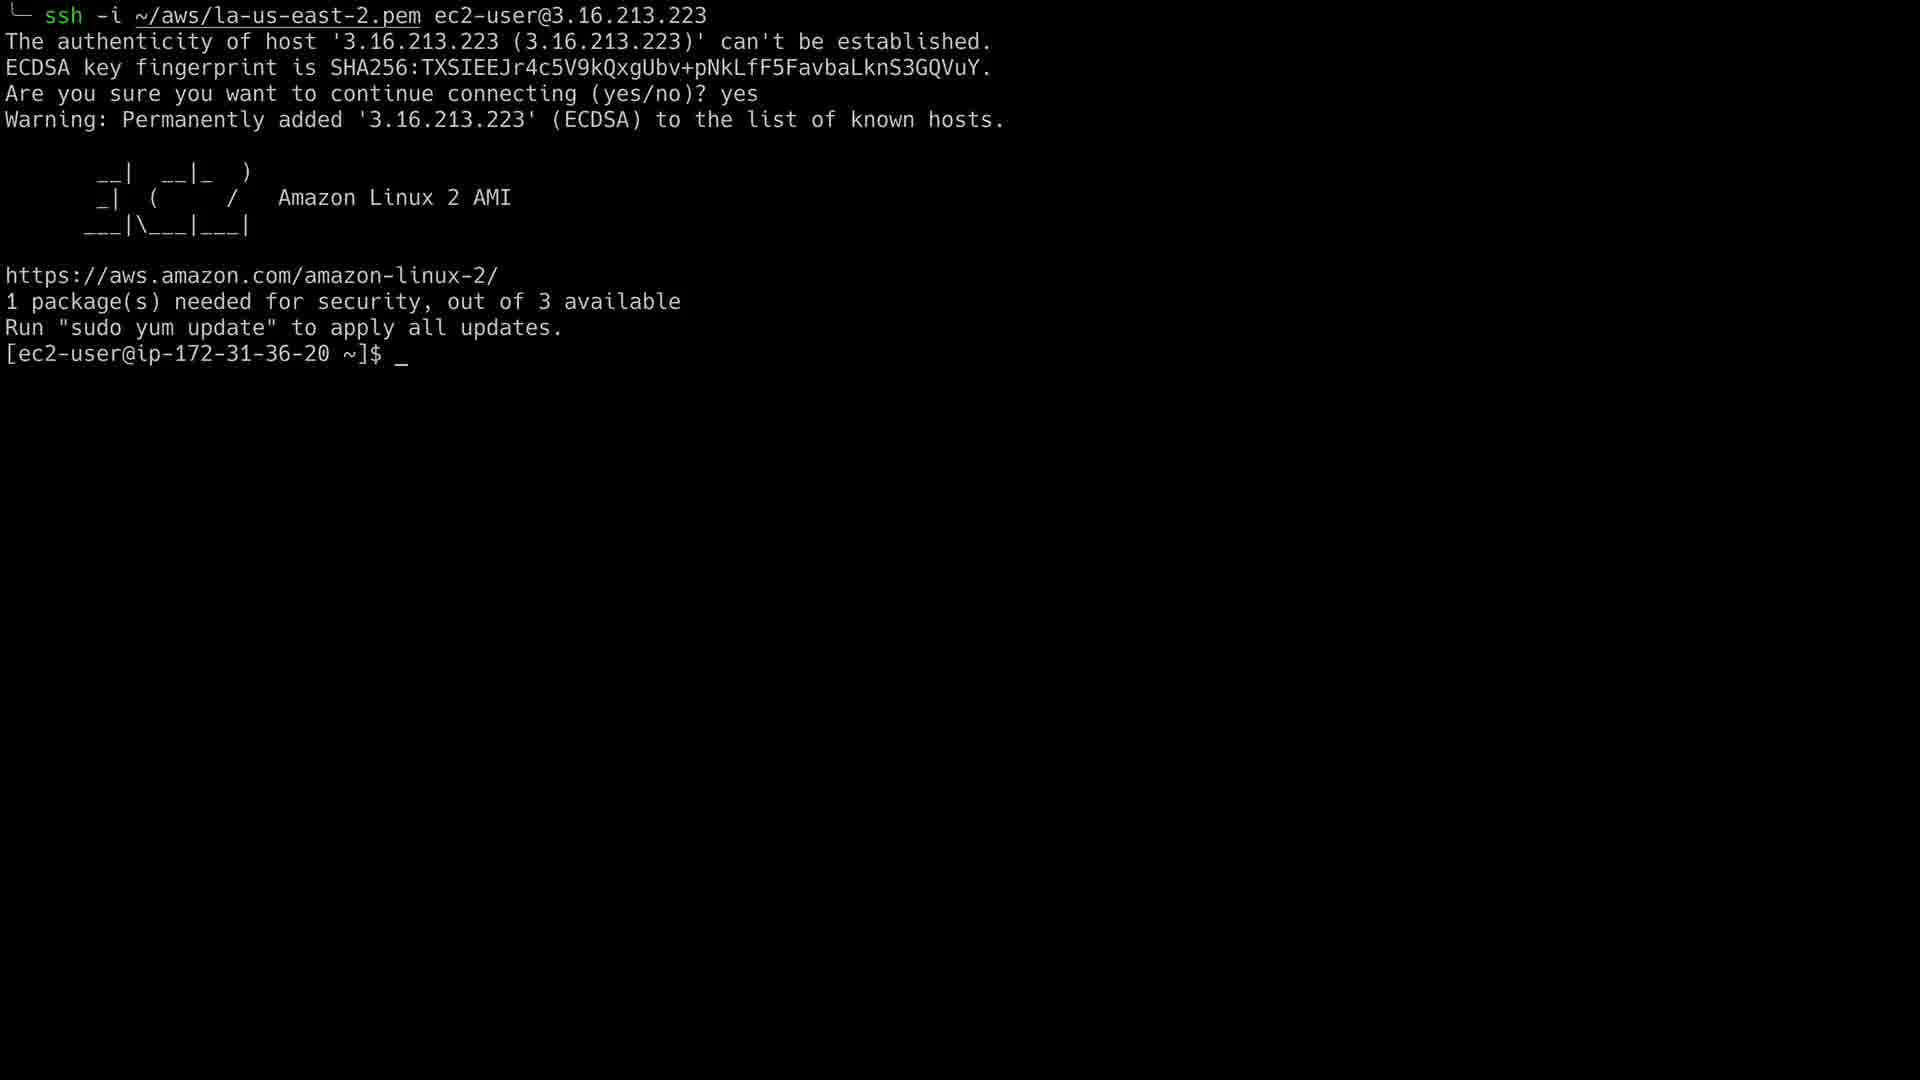 ╰─ ssh -i ~/aws/la-us-east-2.pem ec2-user@3.16.213.223
The authenticity of host '3.16.213.223 (3.16.213.223)' can't be established.
ECDSA key fingerprint is SHA256:TXSIEEJr4c5V9kQxgUbv+pNkLfF5FavbaLknS3GQVuY.
Are you sure you want to continue connecting (yes/no)? yes
Warning: Permanently added '3.16.213.223' (ECDSA) to the list of known hosts.

       __|  __|_  )
       _|  (     /   Amazon Linux 2 AMI
      ___|\___|___|

https://aws.amazon.com/amazon-linux-2/
1 package(s) needed for security, out of 3 available
Run "sudo yum update" to apply all updates.
[ec2-user@ip-172-31-36-20 ~]$ _